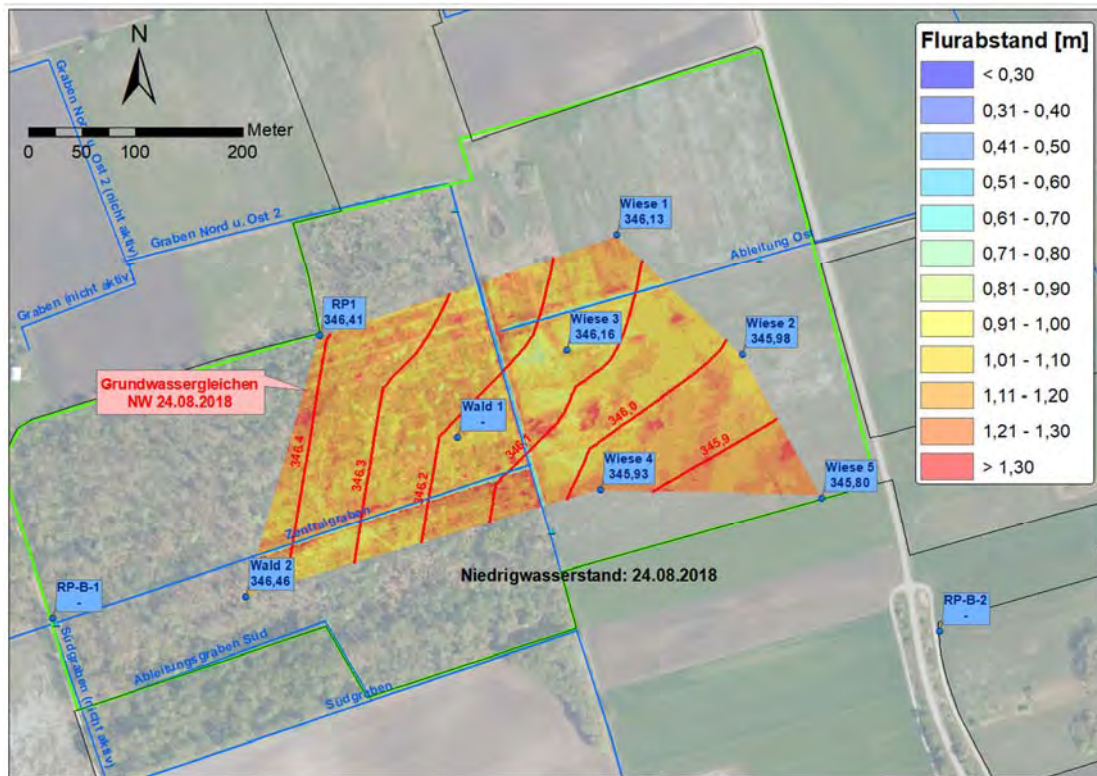 N
Meter
0 50 100 200
Flurabstand [m]
< 0,30
0,31 - 0,40
0,41 - 0,50
0,51 - 0,60
0,61 - 0,70
0,71 - 0,80
0,81 - 0,90
0,91 - 1,00
1,01 - 1,10
1,11 - 1,20
1,21 - 1,30
> 1,30
Graben Nord u. Ost 2 (nicht aktiv)
Graben Nord u. Ost 2
Graben (nicht aktiv)
Wiese 1
346,13
Ableitung Os
RP1
346,41
Wiese 3
346,16
Wiese 2
345,98
Grundwassergleichen
NW 24.08.2018
Wald 1
-
346,4
346,3
346,2
346,1
346,0
345,9
Wiese 4
345,93
Wiese 5
345,80
Zentralgraben
Wald 2
346,46
Niedrigwasserstand: 24.08.2018
RP-B-1
-
RP-B-2
-
Ableitungsgraben Süd
Südgraben
Südgraben (nicht aktiv)